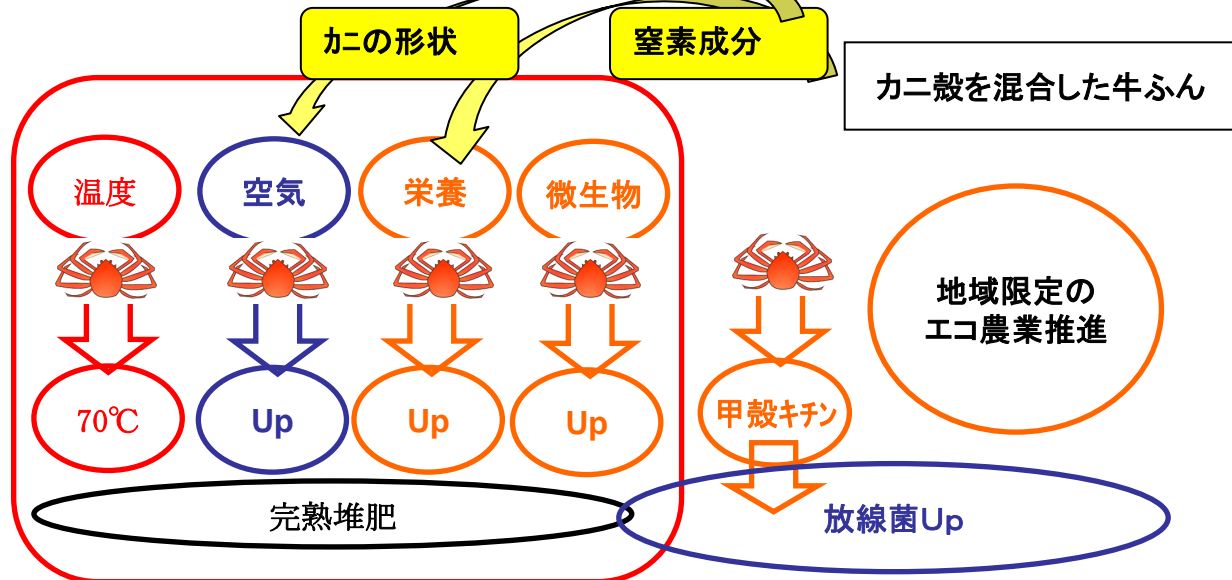 カニの形状
窒素成分
カニ殻を混合した牛ふん
温度
空気
栄養
微生物
地域限定の
エコ農業推進
70℃
Up
Up
Up
甲殻キチン
完熟堆肥
放線菌Up